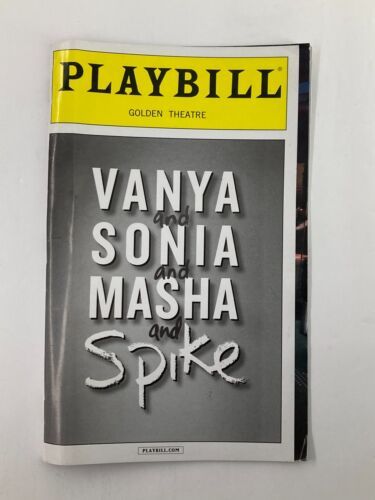 PLAYBILL®
GOLDEN THEATRE
VANYA
and
SONIA
and
MASHA
and
Spike
PLAYBILL.COM